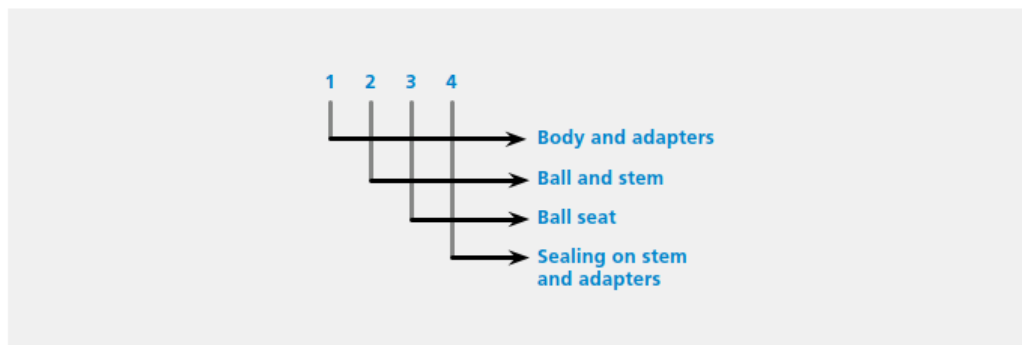 1 2 3 4
Body and adapters
Ball and stem
Ball seat
Sealing on stem
and adapters